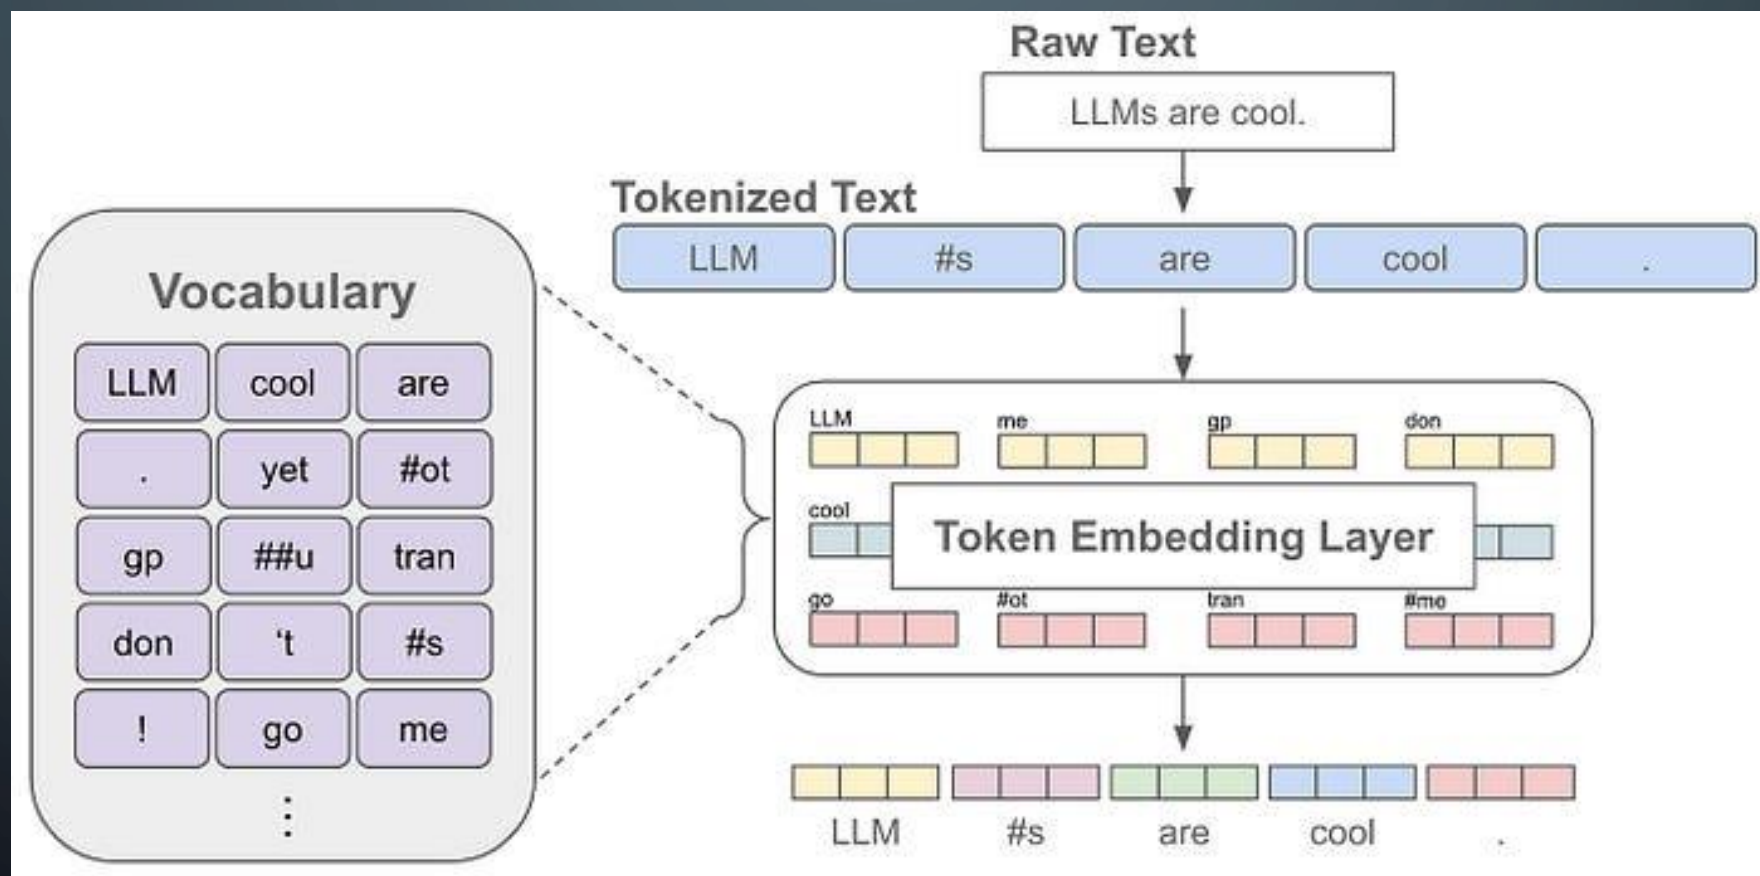 Raw Text
LLMs are cool.
Tokenized Text
LLM #s are cool .
Vocabulary
LLM cool are
. yet #ot
gp ##u tran
don 't #s
! go me
⋮
LLM me gp don
cool
Token Embedding Layer
go #ot tran #me
LLM #s are cool .